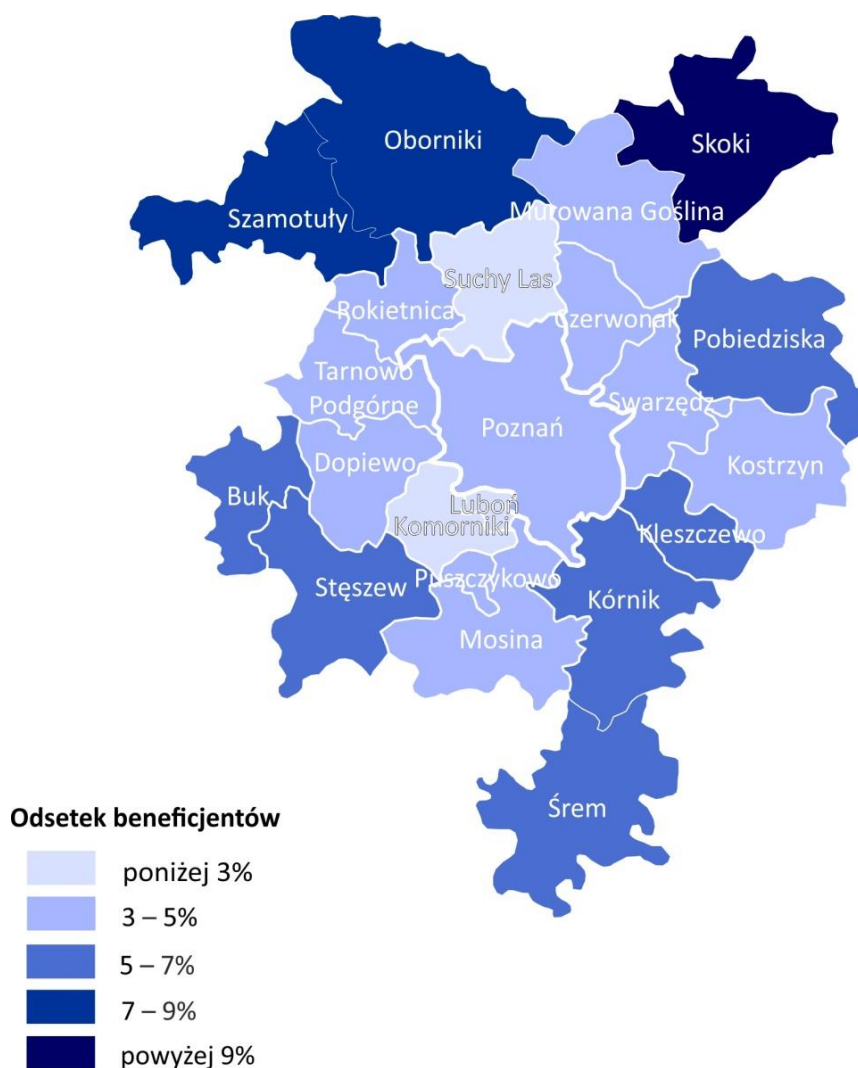 Oborniki
Skoki
Szamotuły
Murowana Goślina
Suchy Las
Rokietnica
Czerwonak
Pobiedziska
Tarnowo
Podgórne
Swarzędz
Poznań
Dopiewo
Kostrzyn
Buk
Luboń
Komorniki
Kleszczewo
Puszczykowo
Stęszew
Kórnik
Mosina
Śrem
Odsetek beneficjentów
poniżej 3%
3 – 5%
5 – 7%
7 – 9%
powyżej 9%